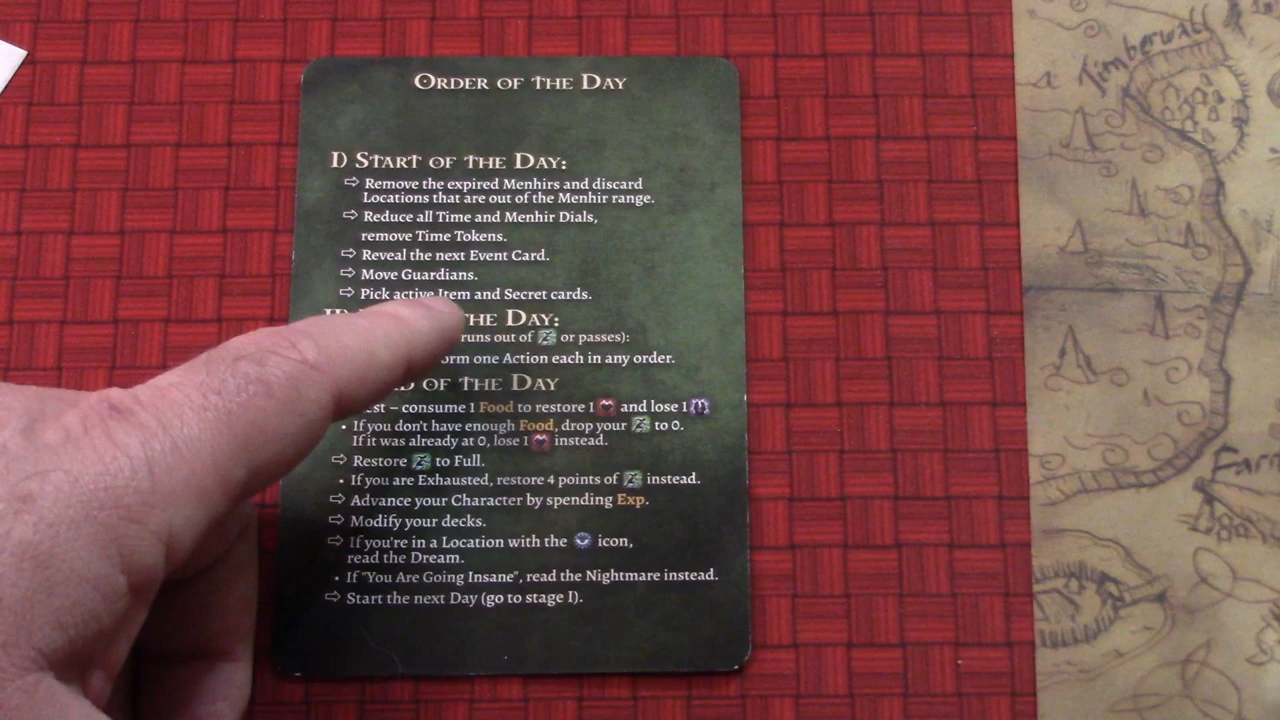 ORDER OF THE DAY
I) START OF THE DAY:
⇨ Remove the expired Menhirs and discard
Locations that are out of the Menhir range.
⇨ Reduce all Time and Menhir Dials,
remove Time Tokens.
⇨ Reveal the next Event Card.
⇨ Move Guardians.
⇨ Pick active Item and Secret cards.
THE DAY:
runs out of or passes):
one Action each in any order.
OF THE DAY
– consume 1 Food to restore 1 and lose 1
• If you don't have enough Food, drop your to 0.
If it was already at 0, lose 1 instead.
⇨ Restore to Full.
• If you are Exhausted, restore 4 points of instead.
⇨ Advance your Character by spending Exp.
⇨ Modify your decks.
⇨ If you're in a Location with the icon,
read the Dream.
• If "You Are Going Insane", read the Nightmare instead.
⇨ Start the next Day (go to stage I).
Timberwall